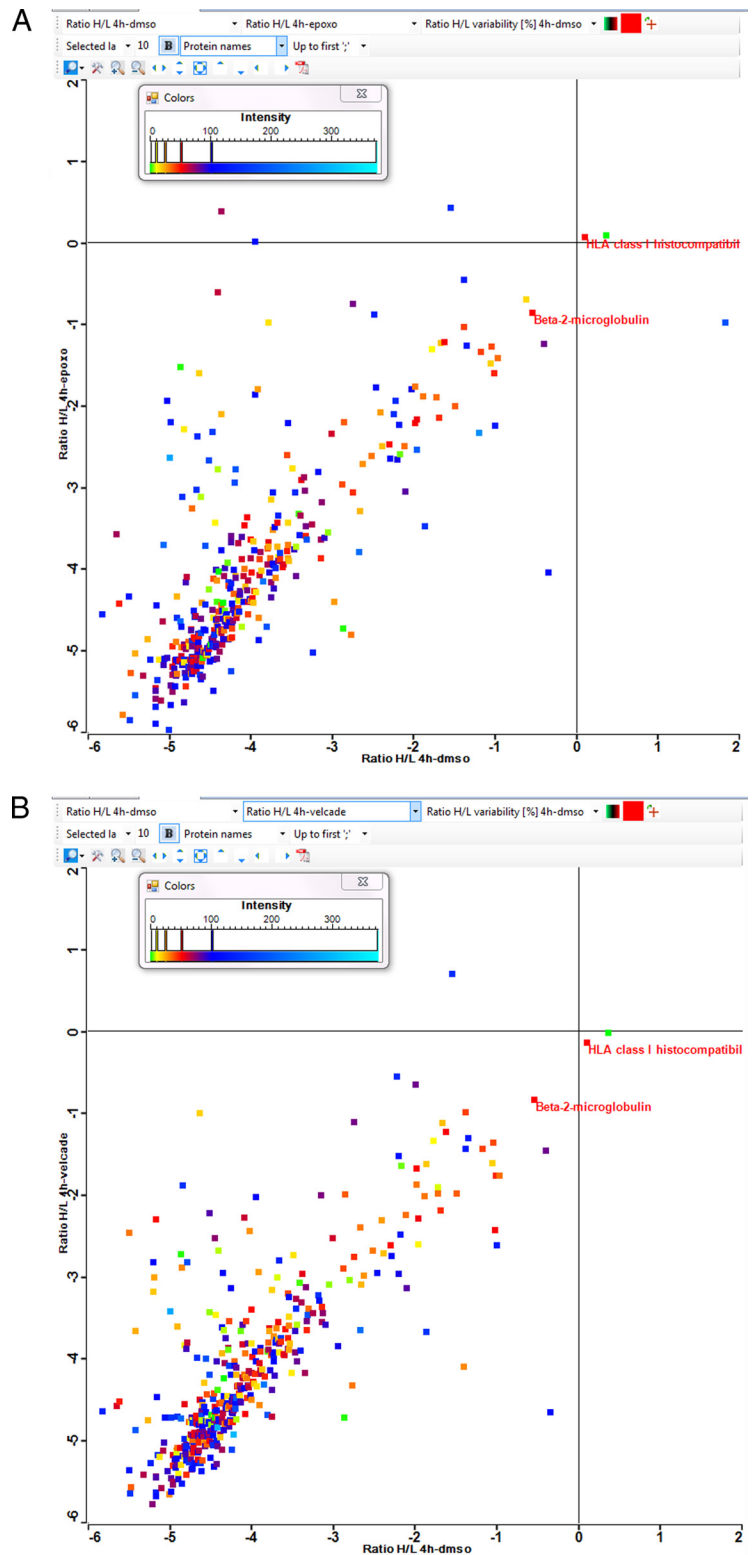 A
Ratio H/L 4h-dmso Ratio H/L 4h-epoxo Ratio H/L variability [%] 4h-dmso
Selected la 10 B Protein names Up to first ';'
Colors
Intensity
0 100 200 300
2
1
0
-1
-2
-3
-4
-5
-6
Ratio H/L 4h-epoxo
HLA class I histocompatibil
Beta-2-microglobulin
-6 -5 -4 -3 -2 -1 0 1 2
Ratio H/L 4h-dmso
B
Ratio H/L 4h-dmso Ratio H/L 4h-velcade Ratio H/L variability [%] 4h-dmso
Selected la 10 B Protein names Up to first ';'
Colors
Intensity
0 100 200 300
2
1
0
-1
-2
-3
-4
-5
-6
Ratio H/L 4h-velcade
HLA class I histocompatibil
Beta-2-microglobulin
-6 -5 -4 -3 -2 -1 0 1 2
Ratio H/L 4h-dmso